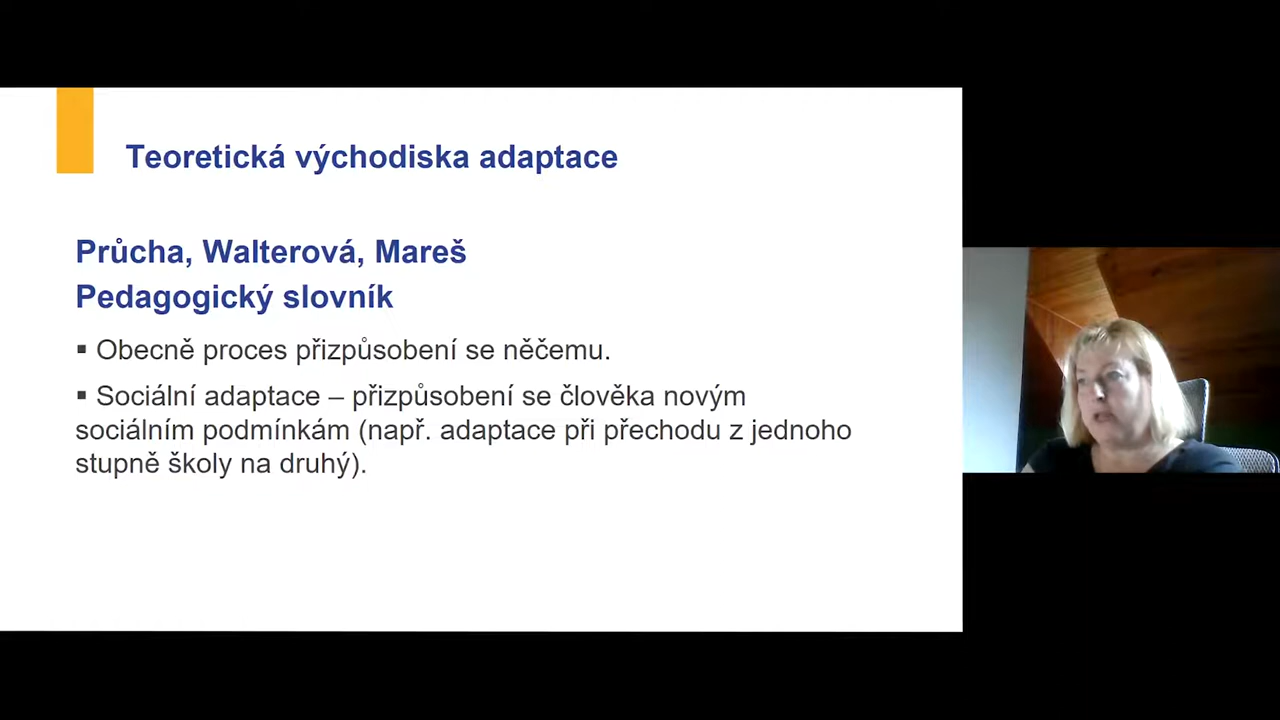 Teoretická východiska adaptace
Průcha, Walterová, Mareš
Pedagogický slovník
▪ Obecně proces přizpůsobení se něčemu.
▪ Sociální adaptace – přizpůsobení se člověka novým
sociálním podmínkám (např. adaptace při přechodu z jednoho
stupně školy na druhý).